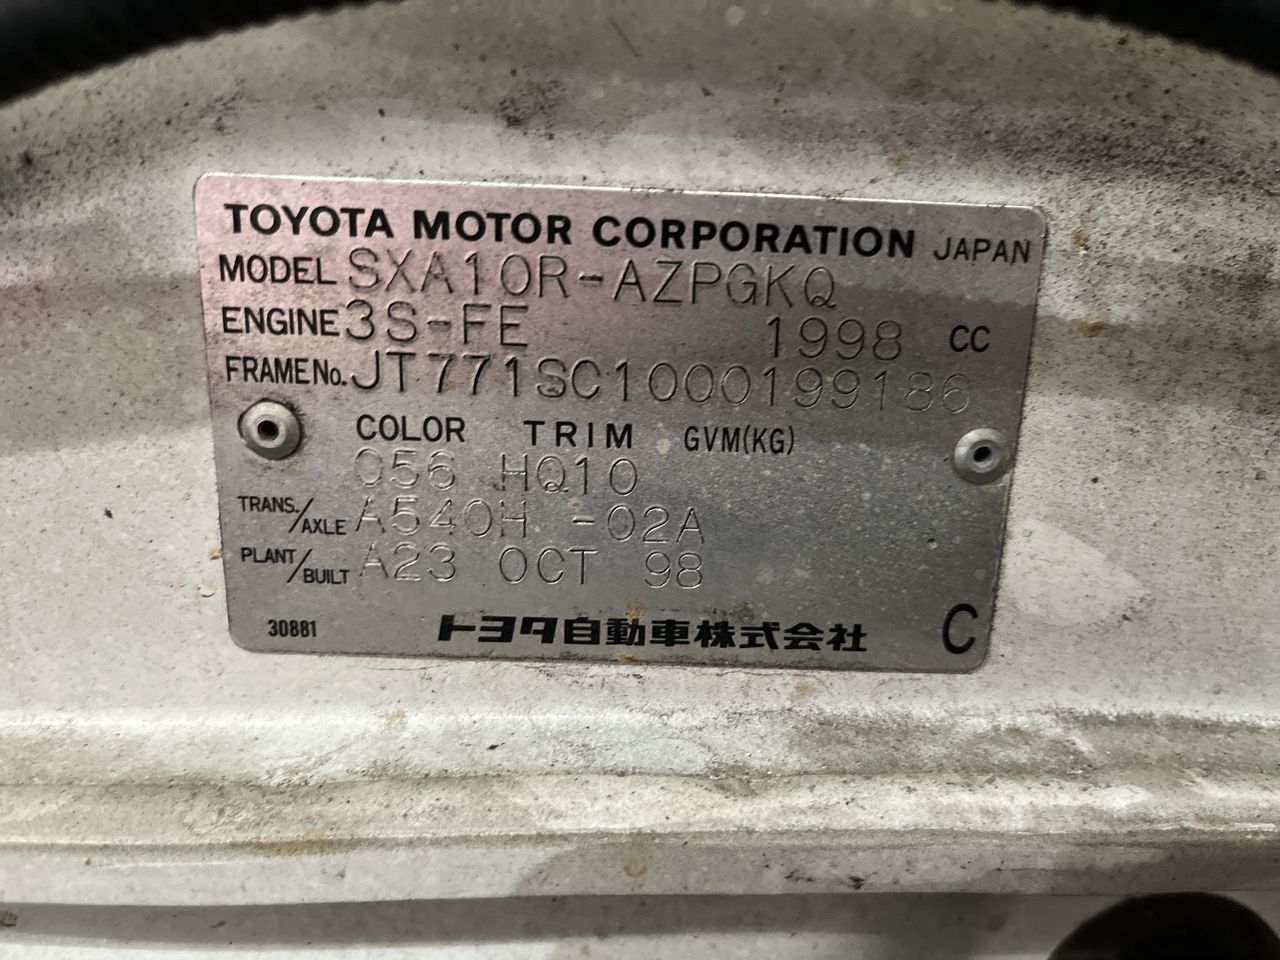 TOYOTA MOTOR CORPORATION JAPAN
MODEL SXA10R-AZPGKQ
ENGINE 3S-FE 1998 CC
FRAME No. JT771SC1000199186
COLOR TRIM GVM(KG)
056 HQ10
TRANS./AXLE A540H -02A
PLANT/BUILT A23 OCT 98
30881 トヨタ自動車株式会社 C